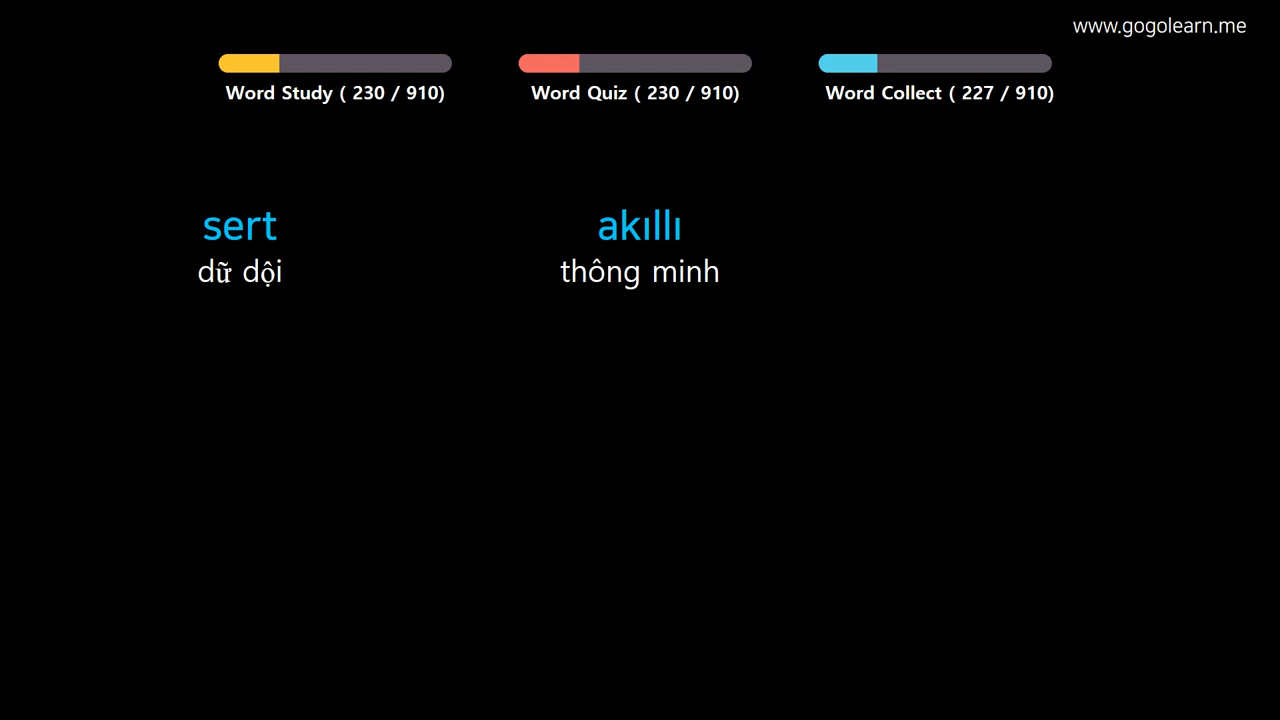 www.gogolearn.me
Word Study ( 230 / 910)
Word Quiz ( 230 / 910)
Word Collect ( 227 / 910)
sert
dữ dội
akıllı
thông minh